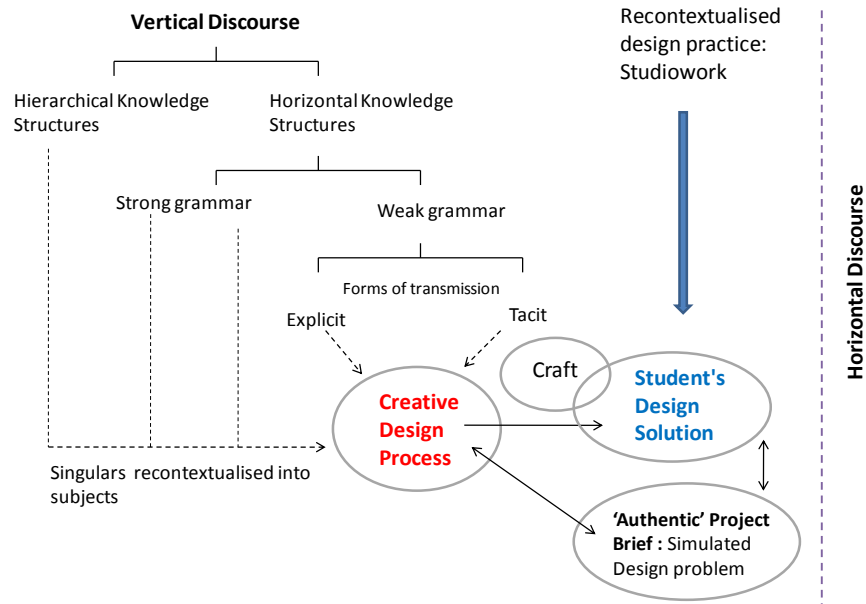 Vertical Discourse
Recontextualised
design practice:
Studiowork
Hierarchical Knowledge
Structures
Horizontal Knowledge
Structures
Strong grammar
Weak grammar
Forms of transmission
Explicit
Tacit
Craft
Creative
Design
Process
Student's
Design
Solution
Singulars recontextualised into
subjects
‘Authentic’ Project
Brief : Simulated
Design problem
Horizontal Discourse